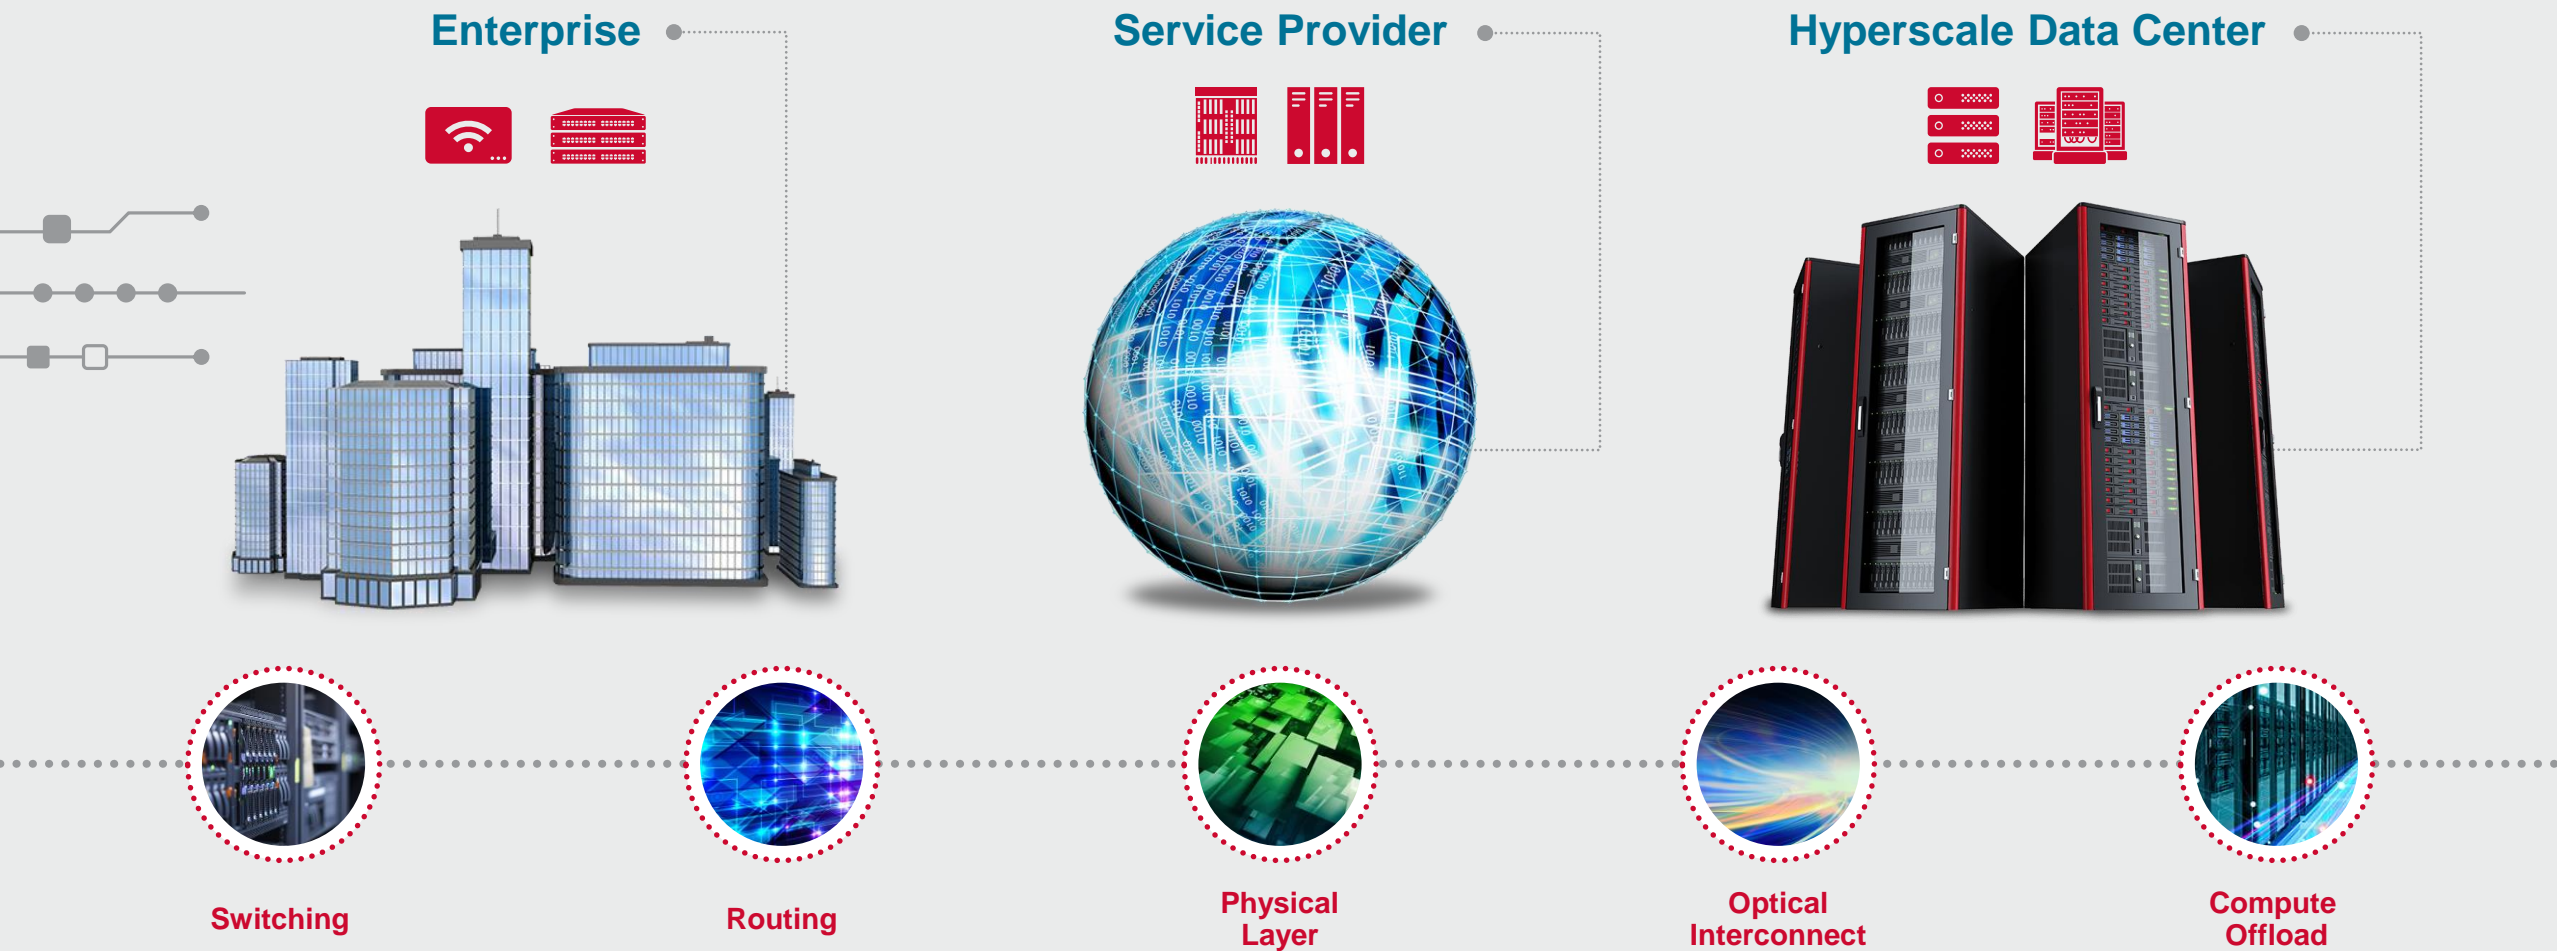 Enterprise
Service Provider
Hyperscale Data Center
Switching
Routing
Physical
Layer
Optical
Interconnect
Compute
Offload